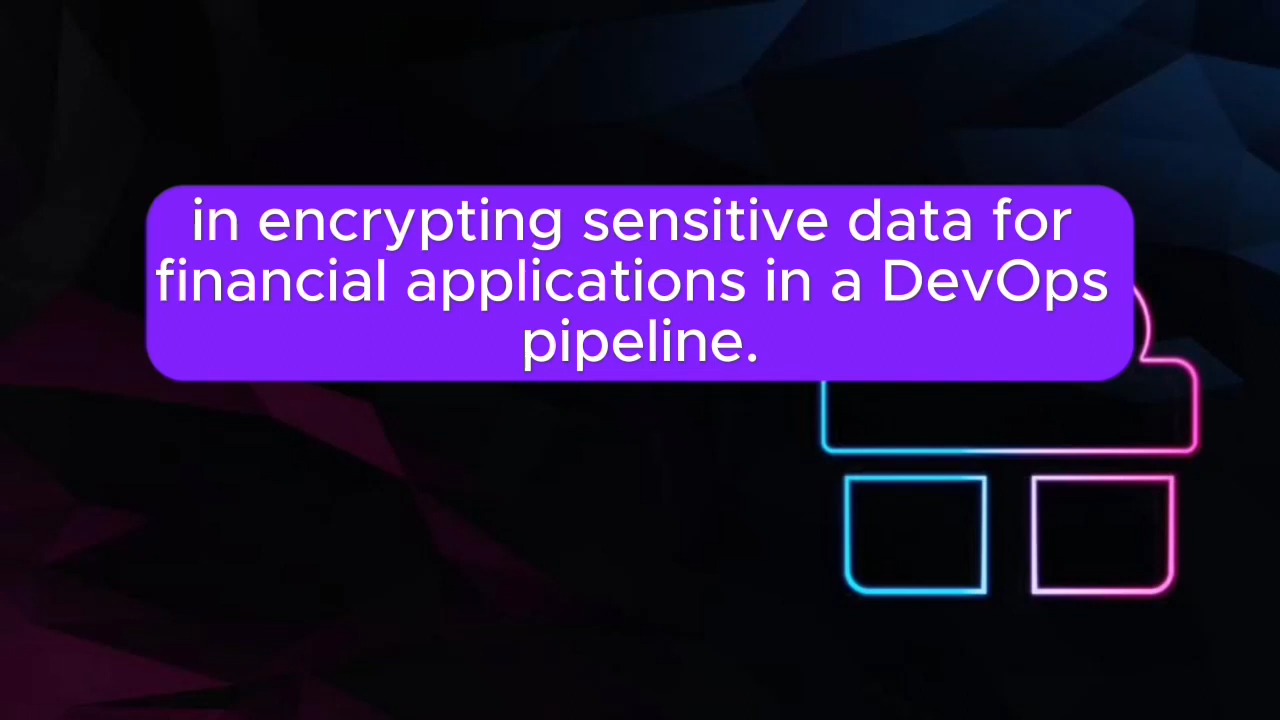 in encrypting sensitive data for
financial applications in a DevOps
pipeline.